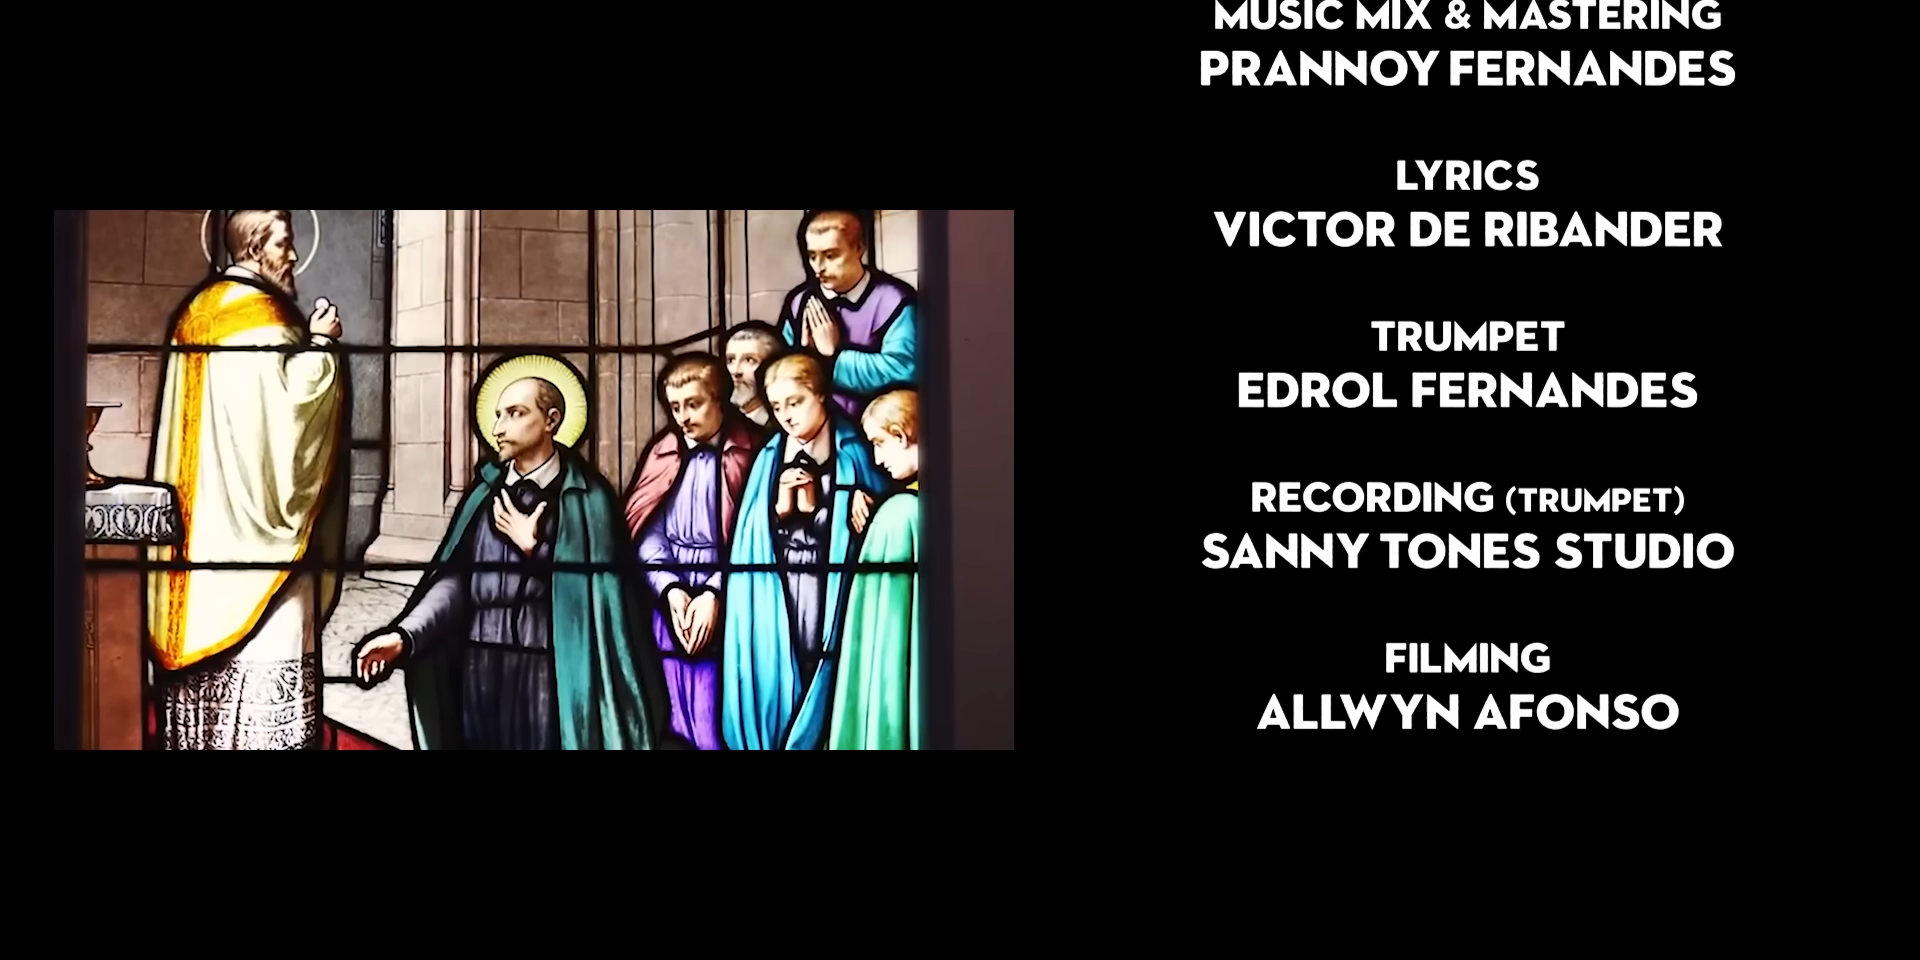 MUSIC MIX & MASTERING
PRANNOY FERNANDES
LYRICS
VICTOR DE RIBANDER
TRUMPET
EDROL FERNANDES
RECORDING (TRUMPET)
SANNY TONES STUDIO
FILMING
ALLWYN AFONSO